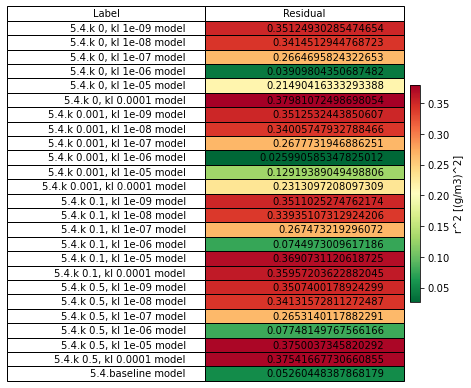 Label Residual
5.4.k 0, kl 1e-09 model 0.35124930285474654
5.4.k 0, kl 1e-08 model 0.3414512944768723
5.4.k 0, kl 1e-07 model 0.2664695824322653
5.4.k 0, kl 1e-06 model 0.03909804350687482
5.4.k 0, kl 1e-05 model 0.21490416333293388
5.4.k 0, kl 0.0001 model 0.37981072498698054
5.4.k 0.001, kl 1e-09 model 0.3512532443850607
5.4.k 0.001, kl 1e-08 model 0.34005747932788466
5.4.k 0.001, kl 1e-07 model 0.2677731946886251
5.4.k 0.001, kl 1e-06 model 0.025990585347825012
5.4.k 0.001, kl 1e-05 model 0.12919389049498806
5.4.k 0.001, kl 0.0001 model 0.2313097208097309
5.4.k 0.1, kl 1e-09 model 0.3511025274762174
5.4.k 0.1, kl 1e-08 model 0.33935107312924206
5.4.k 0.1, kl 1e-07 model 0.267473219296072
5.4.k 0.1, kl 1e-06 model 0.0744973009617186
5.4.k 0.1, kl 1e-05 model 0.3690731120618725
5.4.k 0.1, kl 0.0001 model 0.35957203622882045
5.4.k 0.5, kl 1e-09 model 0.3507400178924299
5.4.k 0.5, kl 1e-08 model 0.34131572811272487
5.4.k 0.5, kl 1e-07 model 0.2653140117882291
5.4.k 0.5, kl 1e-06 model 0.07748149767566166
5.4.k 0.5, kl 1e-05 model 0.3750037345820292
5.4.k 0.5, kl 0.0001 model 0.37541667730660855
5.4.baseline model 0.05260448387868179
0.35
0.30
0.25
0.20
0.15
0.10
0.05
r^2 [(g/m3)^2]